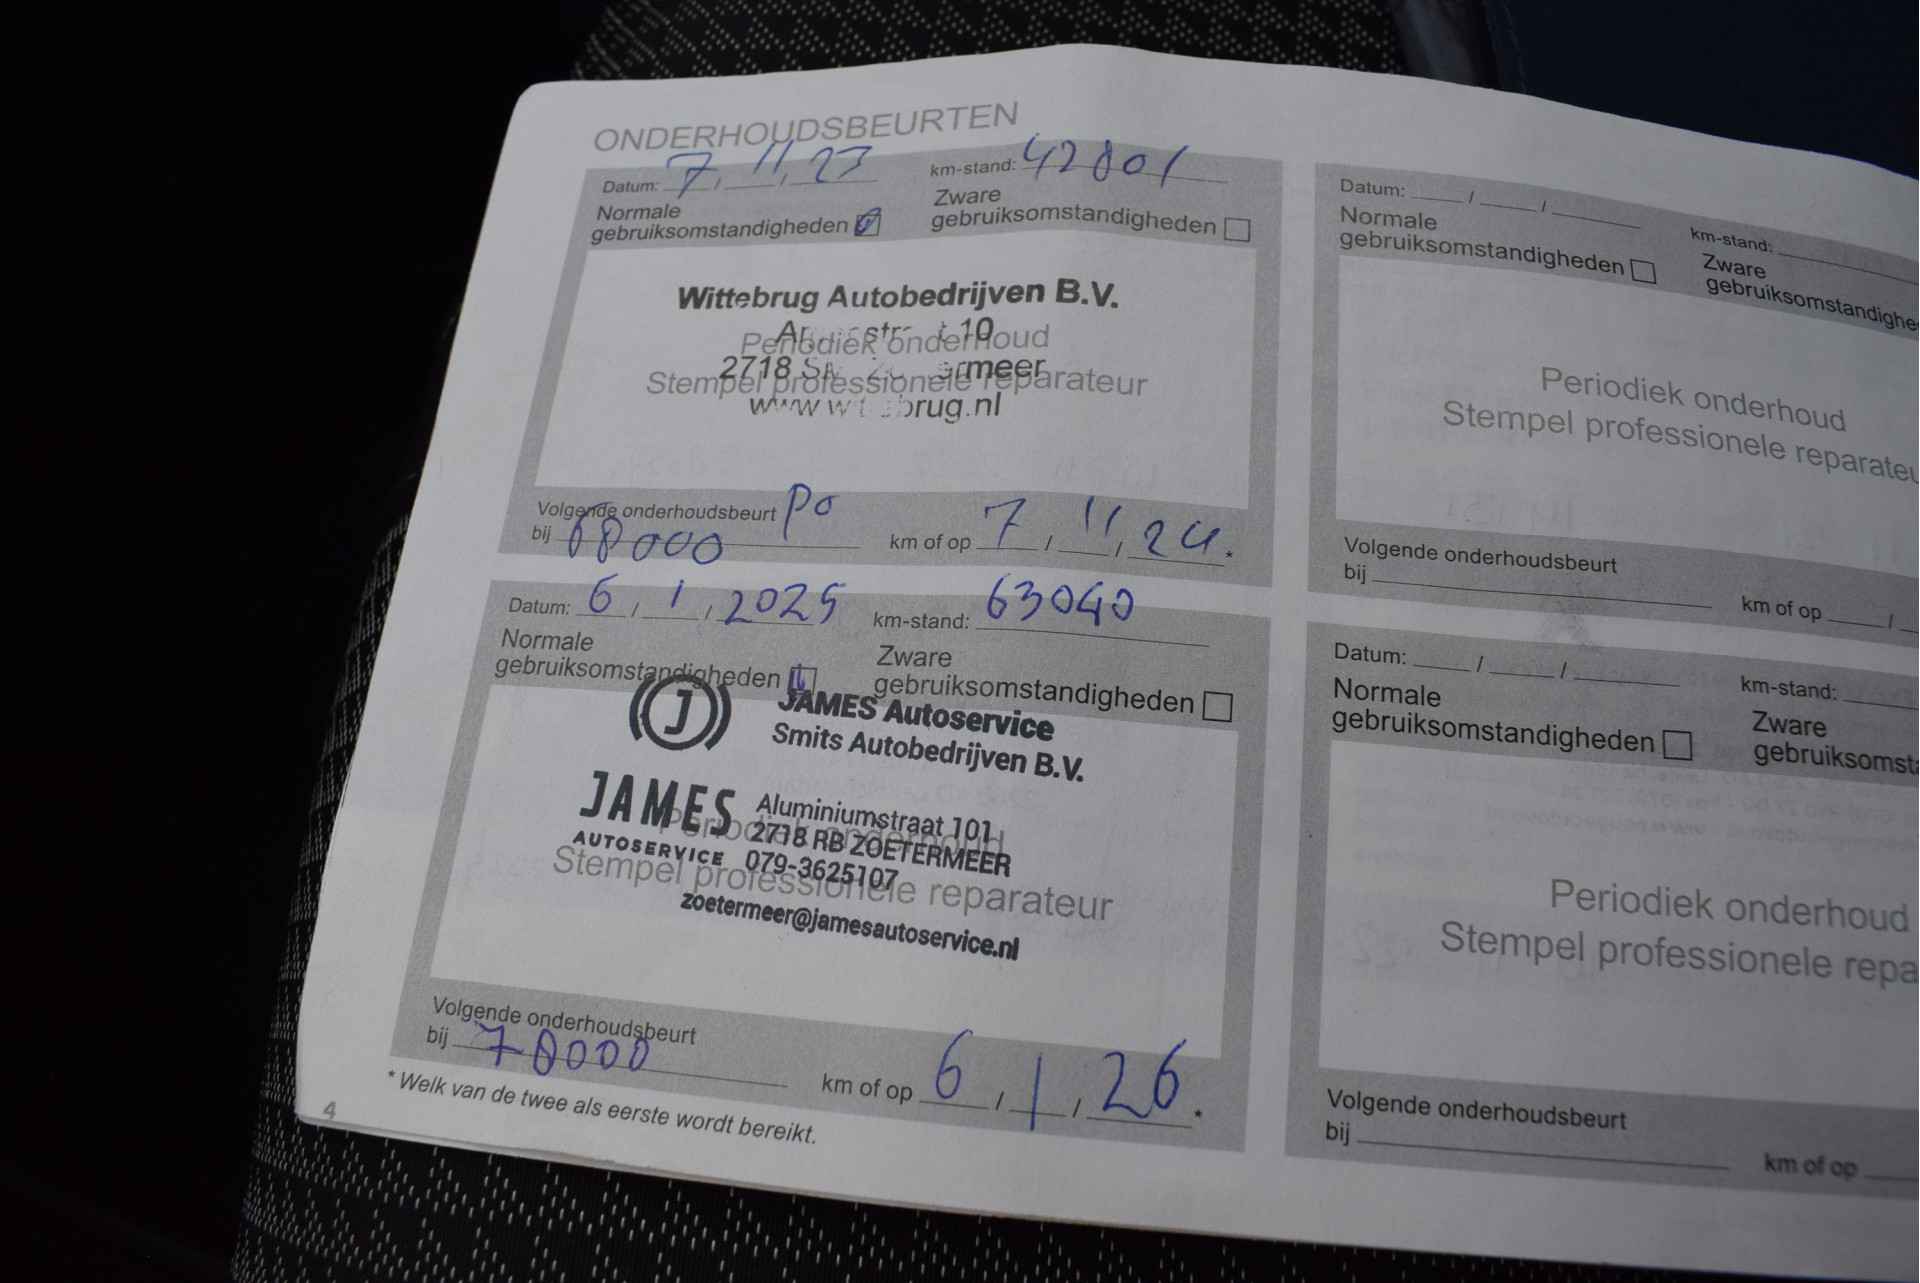 ONDERHOUDSBEURTEN
Datum: 7 / 11 / 23 km-stand: 42801
Normale gebruiksomstandigheden Zware gebruiksomstandigheden
Wittebrug Autobedrijven B.V.
10
Periodiek onderhoud
2718
Stempel professionele reparateur
Volgende onderhoudsbeurt PO
bij 68000 km of op 7 / 11 / 24 *
Datum: 6 / 1 / 2025 km-stand: 63040
Normale Zware
gebruiksomstandigheden gebruiksomstandigheden
J JAMES Autoservice
Smits Autobedrijven B.V.
JAMES Aluminiumstraat 101
Periodiek onderhoud
2718 RB ZOETERMEER
AUTOSERVICE 079-3625107
Stempel professionele reparateur
zoetermeer@jamesautoservice.nl
Volgende onderhoudsbeurt
bij 78000 km of op 6 / 1 / 26 *
* Welk van de twee als eerste wordt bereikt.
4
Datum: / / km-stand:
Normale Zware
gebruiksomstandigheden
Periodiek onderhoud
Stempel professionele
Volgende onderhoudsbeurt
bij km of op /
Datum: / / km-stand:
Normale Zware
gebruiksomstandigheden
Periodiek onderhoud
Stempel professionele
Volgende onderhoudsbeurt
bij km of op